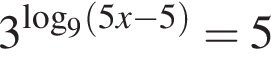 $3^{\log_9(5x-5)} = 5$